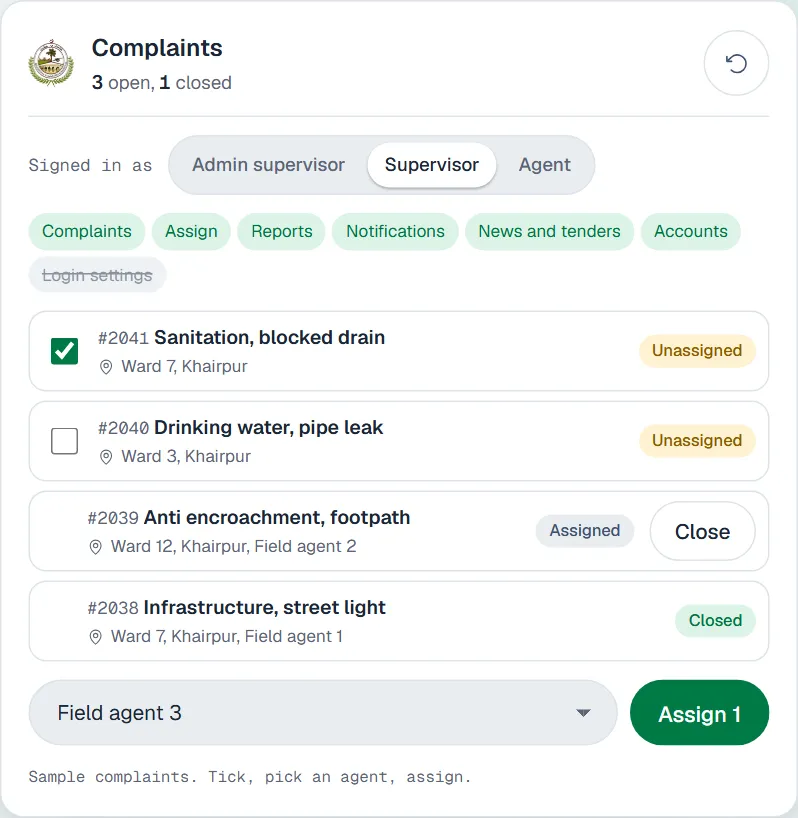 Complaints
3 open, 1 closed
Signed in as Admin supervisor Supervisor Agent
Complaints Assign Reports Notifications News and tenders Accounts
Login settings
#2041 Sanitation, blocked drain
Ward 7, Khairpur
Unassigned
#2040 Drinking water, pipe leak
Ward 3, Khairpur
Unassigned
#2039 Anti encroachment, footpath
Ward 12, Khairpur, Field agent 2
Assigned Close
#2038 Infrastructure, street light
Ward 7, Khairpur, Field agent 1
Closed
Field agent 3 Assign 1
Sample complaints. Tick, pick an agent, assign.